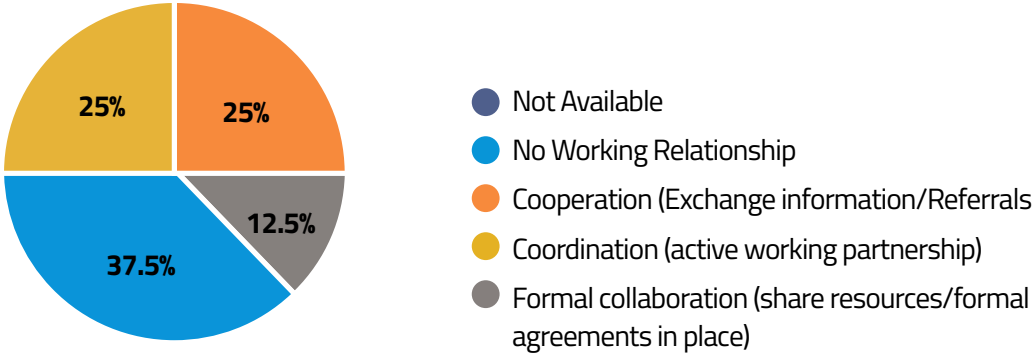 25%
25%
12.5%
37.5%
Not Available
No Working Relationship
Cooperation (Exchange information/Referrals
Coordination (active working partnership)
Formal collaboration (share resources/formal
agreements in place)